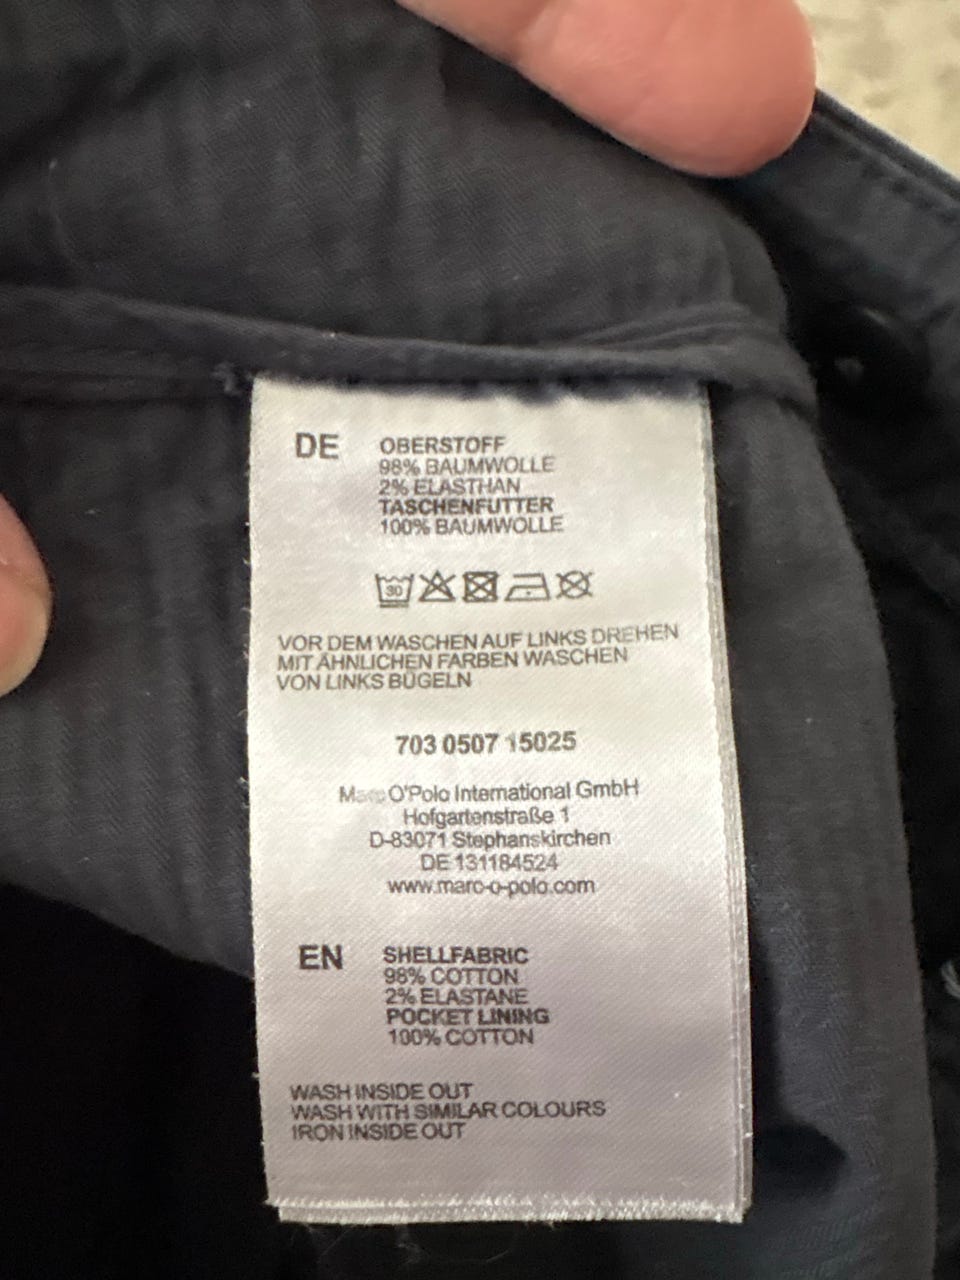 DE OBERSTOFF
98% BAUMWOLLE
2% ELASTHAN
TASCHENFUTTER
100% BAUMWOLLE
30
VOR DEM WASCHEN AUF LINKS DREHEN
MIT ÄHNLICHEN FARBEN WASCHEN
VON LINKS BÜGELN
703 0507 15025
Marc O'Polo International GmbH
Hofgartenstraße 1
D-83071 Stephanskirchen
DE 131184524
www.marc-o-polo.com
EN SHELLFABRIC
98% COTTON
2% ELASTANE
POCKET LINING
100% COTTON
WASH INSIDE OUT
WASH WITH SIMILAR COLOURS
IRON INSIDE OUT